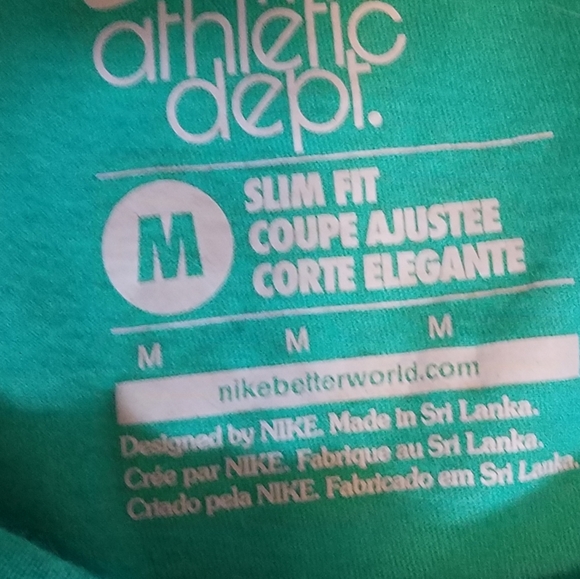 athletic
dept.
M
SLIM FIT
COUPE AJUSTEE
CORTE ELEGANTE
M M M
nikebetterworld.com
Designed by NIKE. Made in Sri Lanka.
Crée par NIKE. Fabrique au Sri Lanka.
Criado pela NIKE. Fabricado em Sri Lanka.